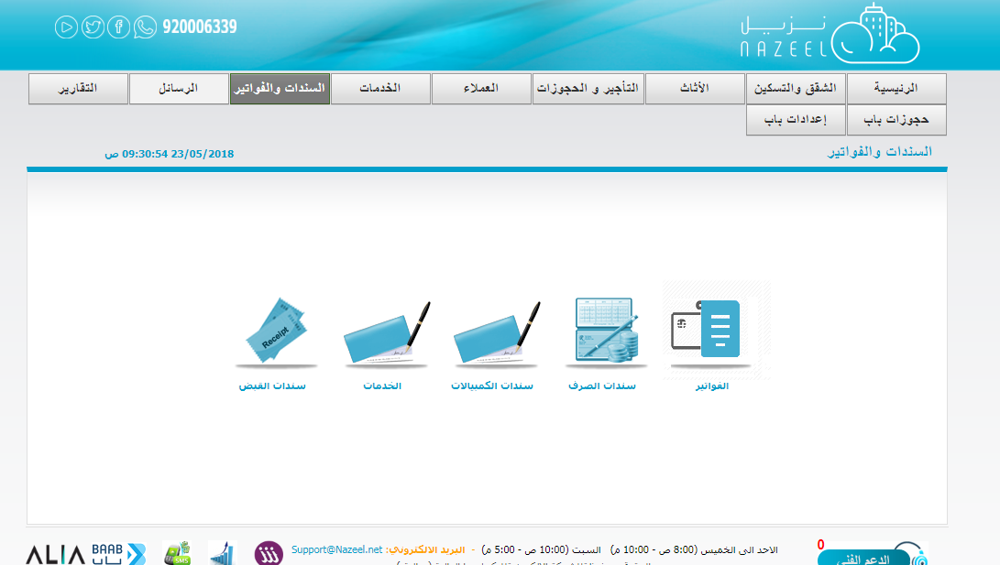 920006339
نـزيـل
NAZEEL
الرئيسية
الشقق والتسكين
الأثاث
التأجير و الحجوزات
العملاء
الخدمات
السندات والفواتير
الرسائل
التقارير
حجوزات باب
إعدادات باب
السندات والفواتير
23/05/2018 09:30:54 ص
Receipt
الفواتير
سندات الصرف
سندات الكمبيالات
الخدمات
سندات القبض
0
الدعم الفني
الاحد الى الخميس (8:00 ص - 10:00 م) السبت (10:00 ص - 5:00 م) - البريد الالكتروني: Support@Nazeel.net
SMS
BAAB
بــاب
ALIA